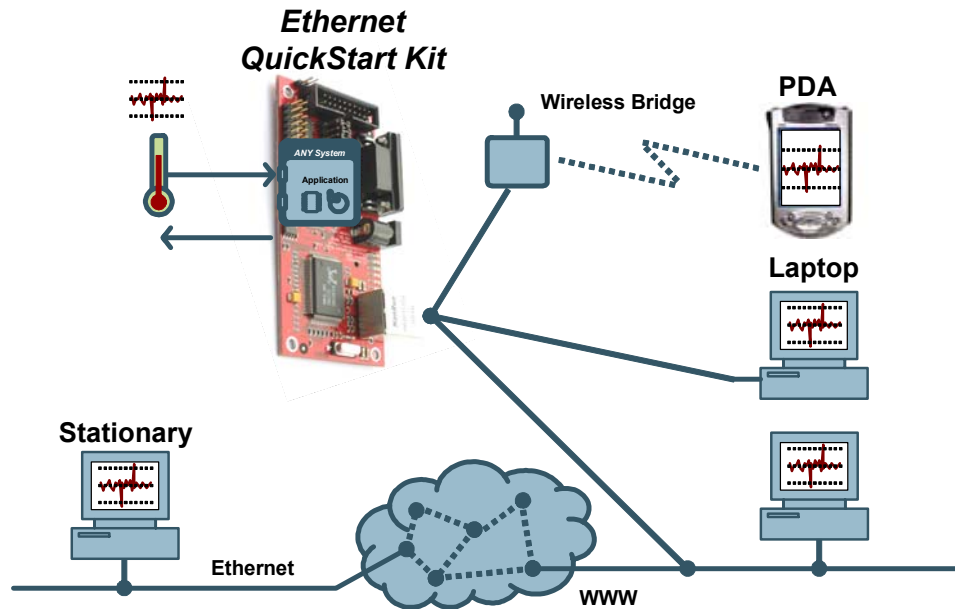 Ethernet
QuickStart Kit
Wireless Bridge
PDA
ANY System
Application
Laptop
Stationary
Ethernet
WWW